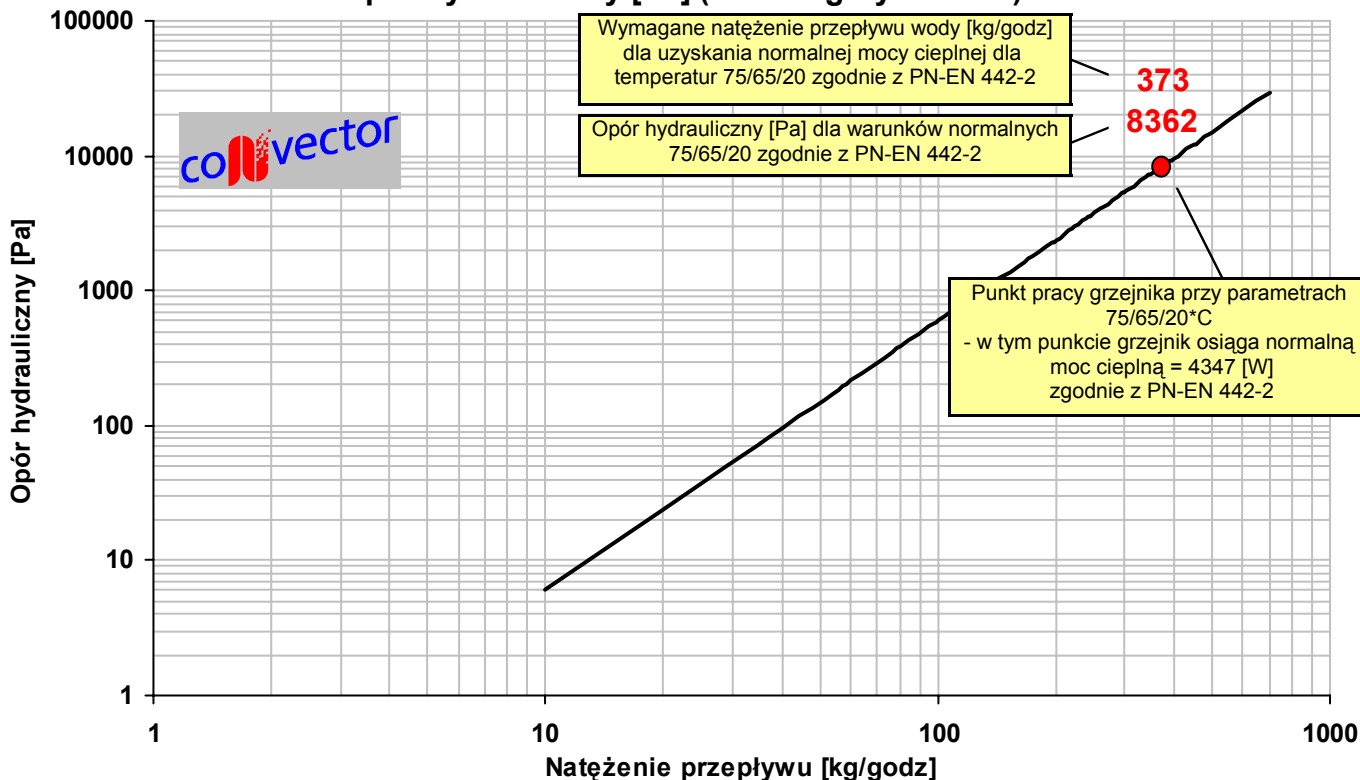 100000
10000
1000
100
10
1
Opór hydrauliczny [Pa]
convector
Wymagane natężenie przepływu wody [kg/godz]
dla uzyskania normalnej mocy cieplnej dla
temperatur 75/65/20 zgodnie z PN-EN 442-2
373
8362
Opór hydrauliczny [Pa] dla warunków normalnych
75/65/20 zgodnie z PN-EN 442-2
Punkt pracy grzejnika przy parametrach
75/65/20*C
- w tym punkcie grzejnik osiąga normalną
moc cieplną = 4347 [W]
zgodnie z PN-EN 442-2
1 10 100 1000
Natężenie przepływu [kg/godz]